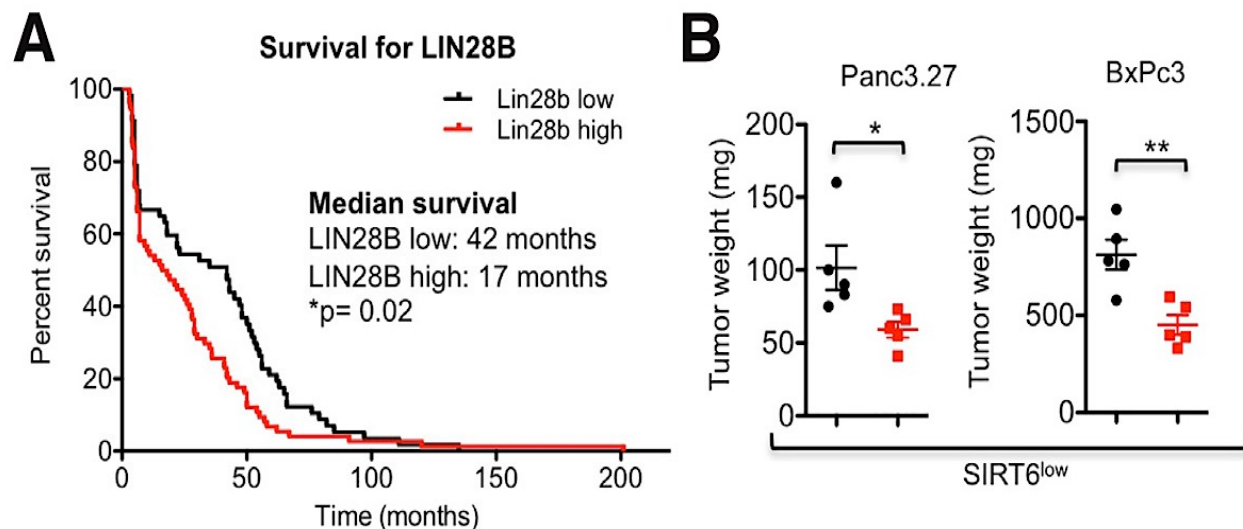 A
Survival for LIN28B
Percent survival
100
80
60
40
20
0
Lin28b low
Lin28b high
Median survival
LIN28B low: 42 months
LIN28B high: 17 months
*p= 0.02
0 50 100 150 200
Time (months)
B
Panc3.27
Tumor weight (mg)
200
150
100
50
0
*
BxPc3
Tumor weight (mg)
1500
1000
500
0
**
SIRT6low